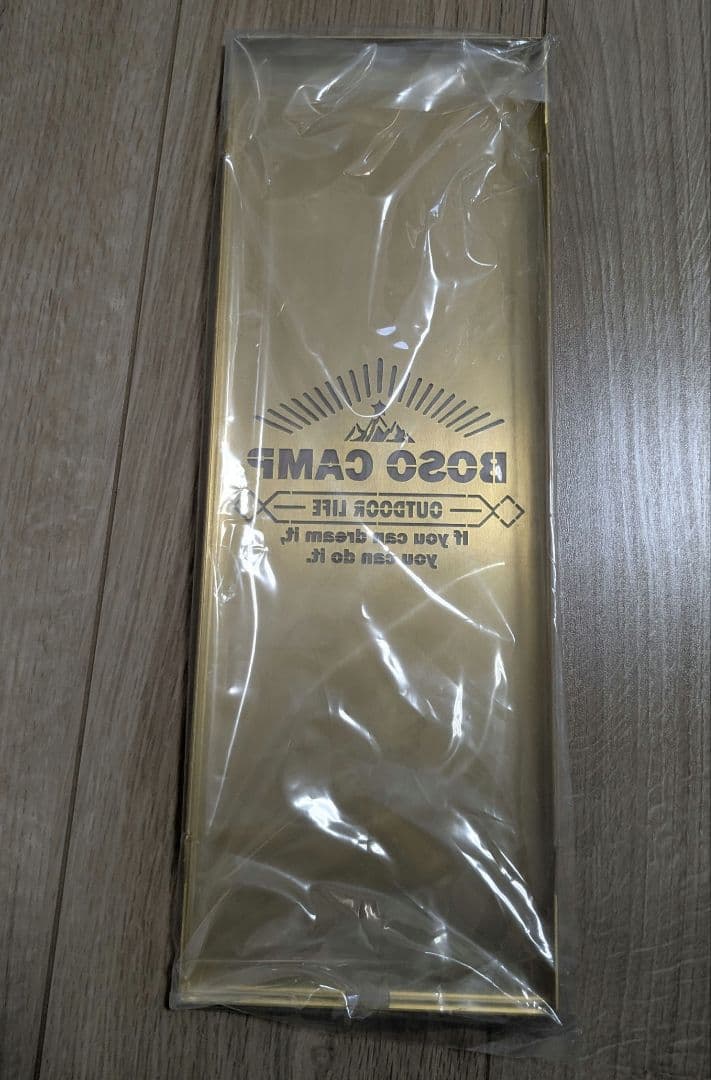 BOSO CAMP
OUTDOOR LIFE
If you can dream it,
you can do it.